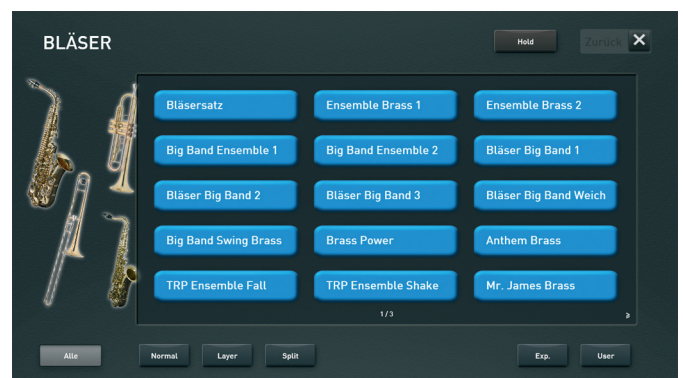 BLÄSER
Hold
Zurück
Bläsersatz
Ensemble Brass 1
Ensemble Brass 2
Big Band Ensemble 1
Big Band Ensemble 2
Bläser Big Band 1
Bläser Big Band 2
Bläser Big Band 3
Bläser Big Band Weich
Big Band Swing Brass
Brass Power
Anthem Brass
TRP Ensemble Fall
TRP Ensemble Shake
Mr. James Brass
1/3
Alle
Normal
Layer
Split
Exp.
User